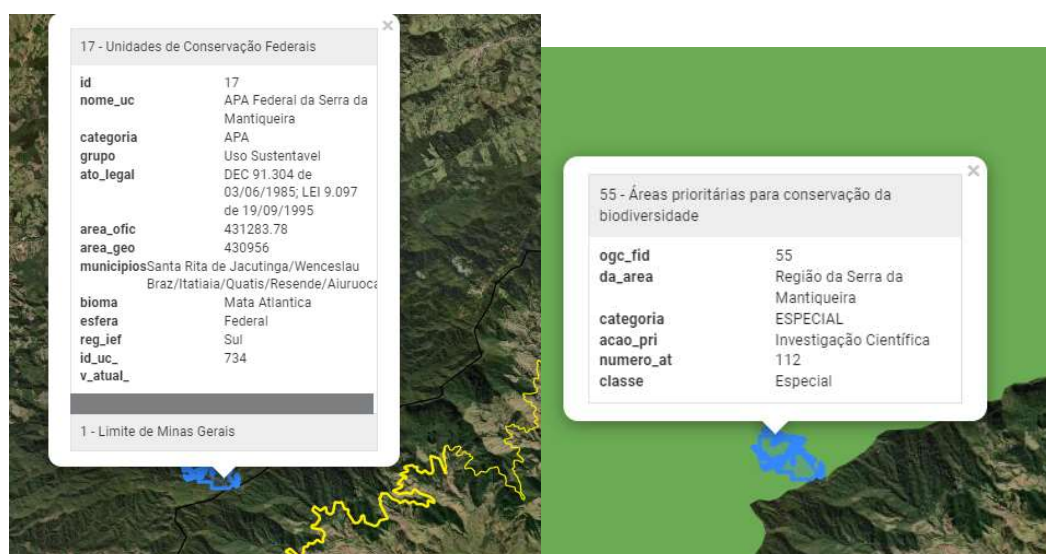 ×
17 - Unidades de Conservação Federais
id 17
nome_uc APA Federal da Serra da
Mantiqueira
categoria APA
grupo Uso Sustentavel
ato_legal DEC 91.304 de
03/06/1985; LEI 9.097
de 19/09/1995
area_ofic 431283.78
area_geo 430956
municipios Santa Rita de Jacutinga/Wenceslau
Braz/Itatiaia/Quatis/Resende/Aiuruoca
bioma Mata Atlantica
esfera Federal
reg_ief Sul
id_uc_ 734
v_atual_
1 - Limite de Minas Gerais
×
55 - Áreas prioritárias para conservação da
biodiversidade
ogc_fid 55
da_area Região da Serra da
Mantiqueira
categoria ESPECIAL
acao_pri Investigação Científica
numero_at 112
classe Especial